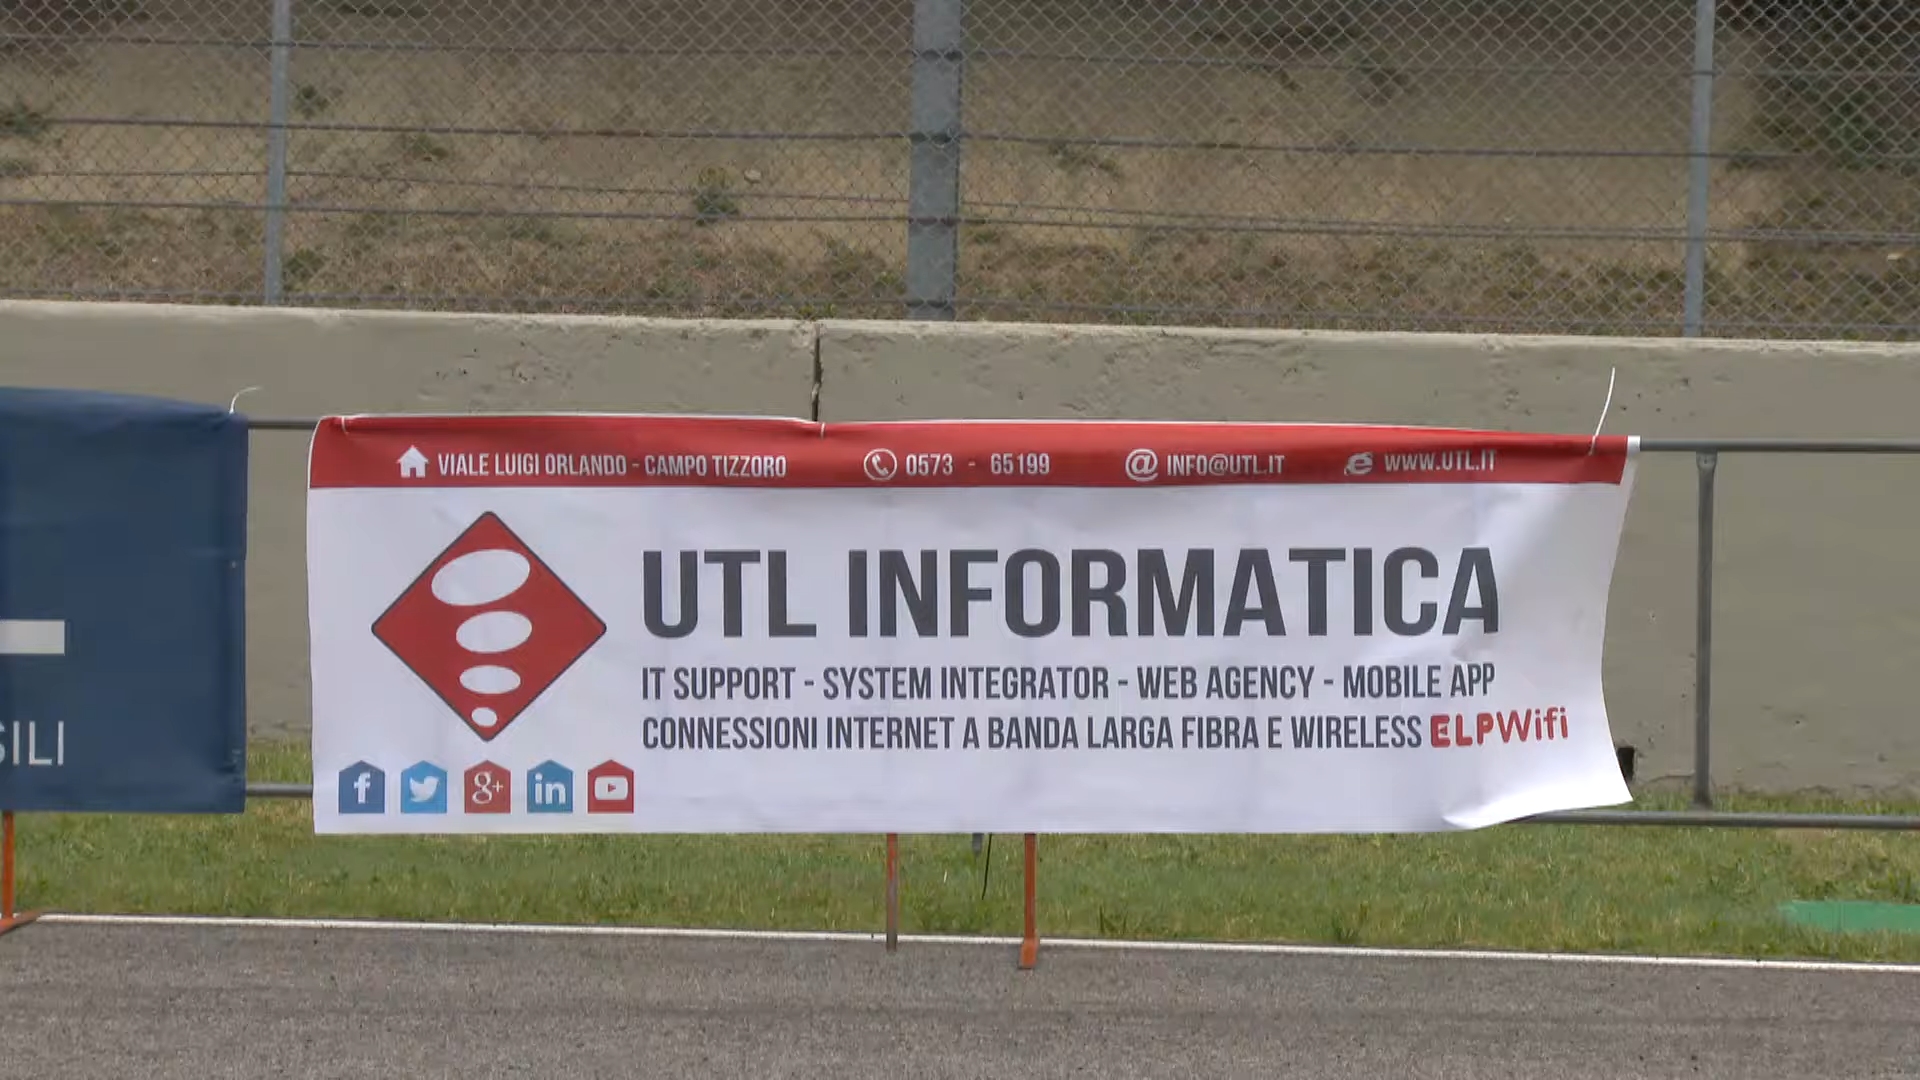 VIALE LUIGI ORLANDO - CAMPO TIZZORO 0573 - 65199 @ INFO@UTL.IT WWW.UTL.IT
UTL INFORMATICA
IT SUPPORT - SYSTEM INTEGRATOR - WEB AGENCY - MOBILE APP
CONNESSIONI INTERNET A BANDA LARGA FIBRA E WIRELESS ELPWifi
f g+ in
SILI